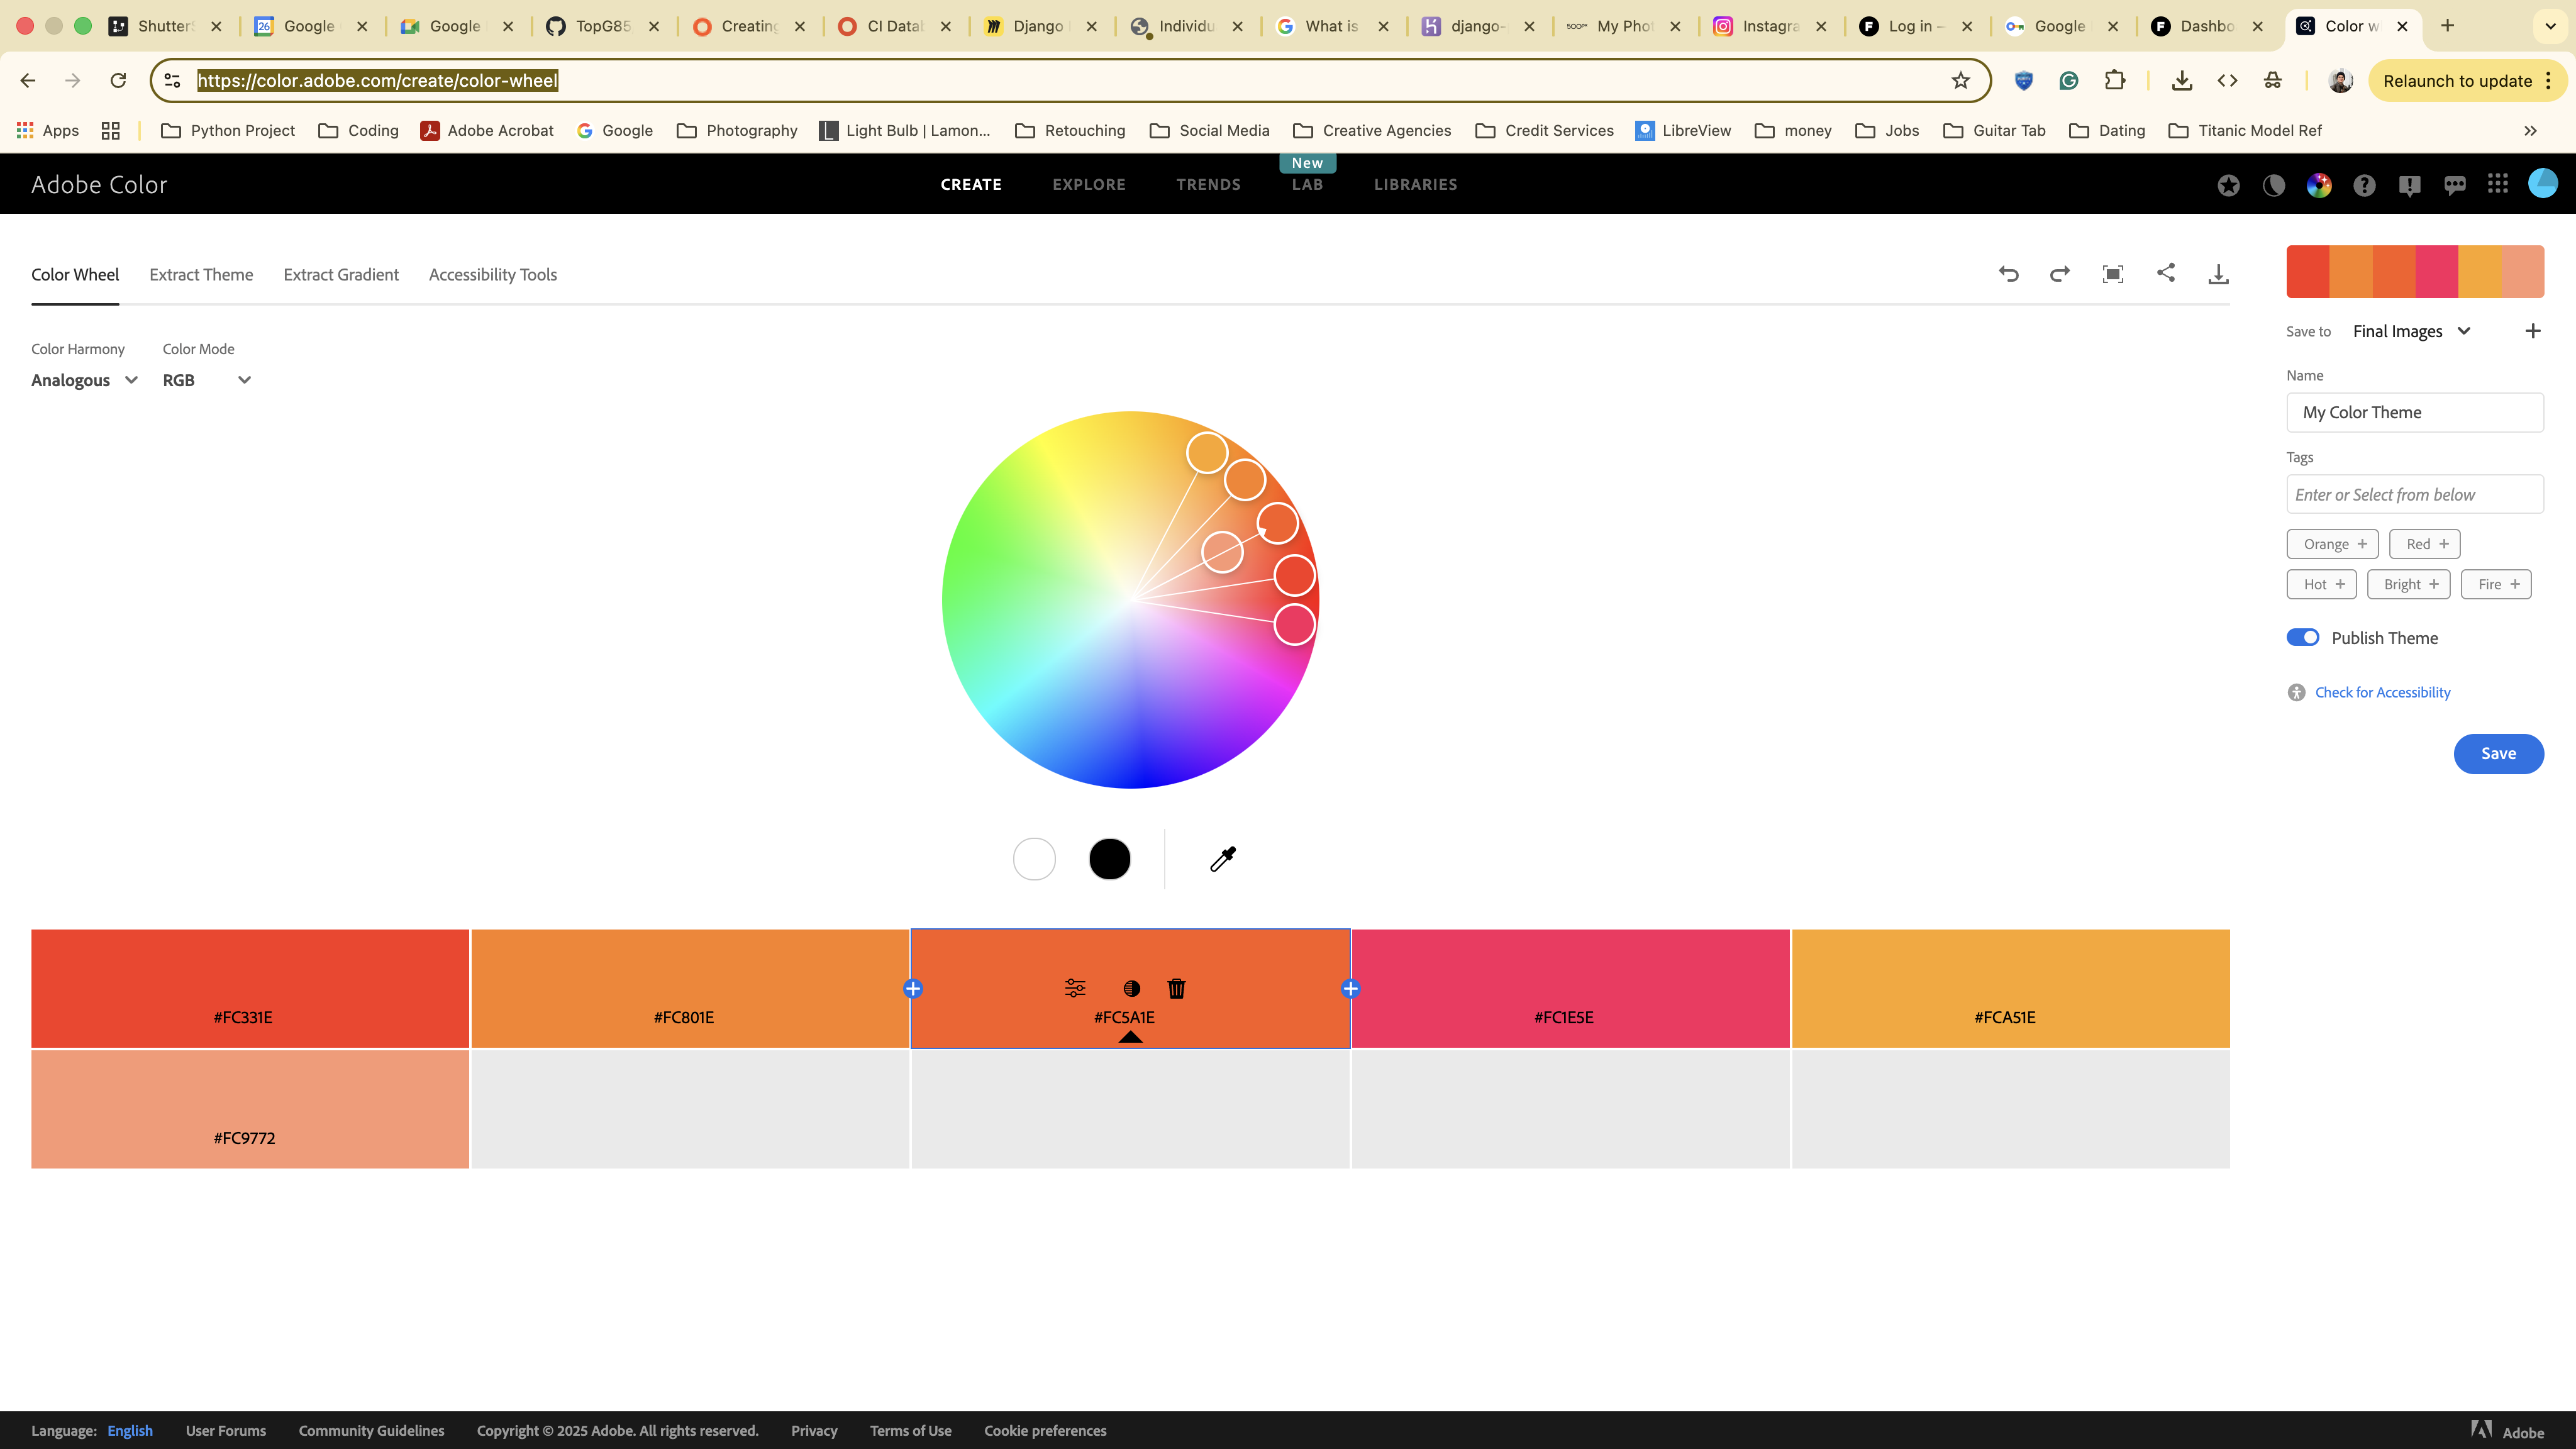 ShutterS Google Google TopG85, Creating CI Datab Django Individu What is django- My Phot Instagra Log in – Google Dashbo Color w
https://color.adobe.com/create/color-wheel Relaunch to update
Apps Python Project Coding Adobe Acrobat Google Photography Light Bulb | Lamon... Retouching Social Media Creative Agencies Credit Services LibreView money Jobs Guitar Tab Dating Titanic Model Ref
New
Adobe Color CREATE EXPLORE TRENDS LAB LIBRARIES
Color Wheel Extract Theme Extract Gradient Accessibility Tools
Save to Final Images
Color Harmony Color Mode
Analogous RGB
Name
My Color Theme
Tags
Enter or Select from below
Orange + Red +
Hot + Bright + Fire +
Publish Theme
Check for Accessibility
Save
#FC331E #FC801E #FC5A1E #FC1E5E #FCA51E
#FC9772
Language: English User Forums Community Guidelines Copyright © 2025 Adobe. All rights reserved. Privacy Terms of Use Cookie preferences Adobe